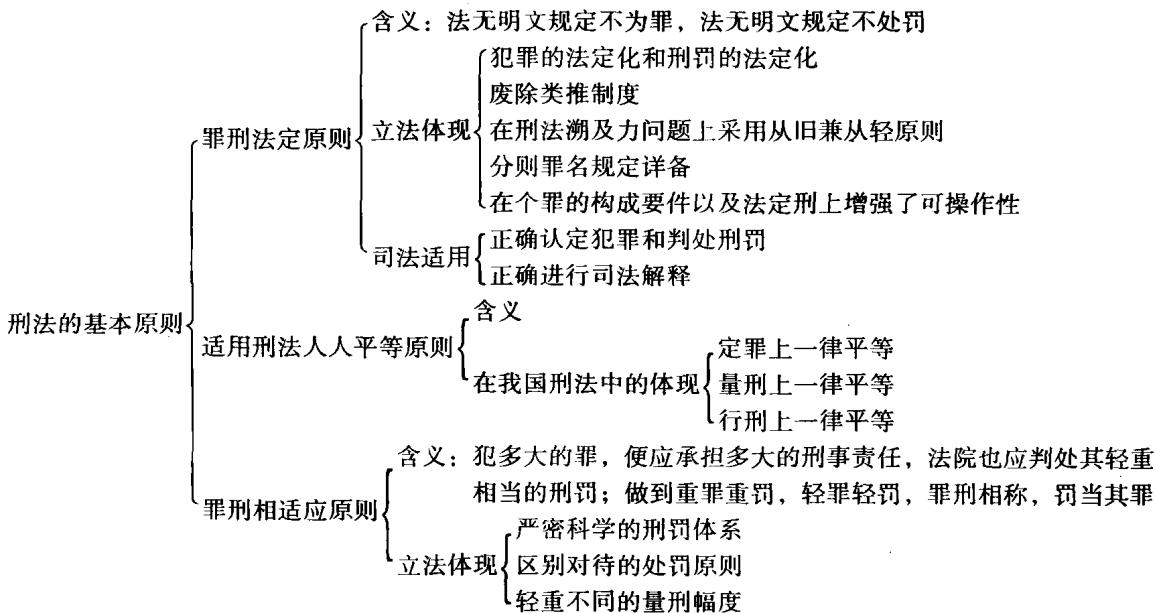 刑法的基本原则
罪刑法定原则
含义：法无明文规定不为罪，法无明文规定不处罚
立法体现
犯罪的法定化和刑罚的法定化
废除类推制度
在刑法溯及力问题上采用从旧兼从轻原则
分则罪名规定详备
在个罪的构成要件以及法定刑上增强了可操作性
司法适用
正确认定犯罪和判处刑罚
正确进行司法解释
适用刑法人人平等原则
含义
在我国刑法中的体现
定罪上一律平等
量刑上一律平等
行刑上一律平等
罪刑相适应原则
含义：犯多大的罪，便应承担多大的刑事责任，法院也应判处其轻重
相当的刑罚；做到重罪重罚，轻罪轻罚，罪刑相称，罚当其罪
立法体现
严密科学的刑罚体系
区别对待的处罚原则
轻重不同的量刑幅度